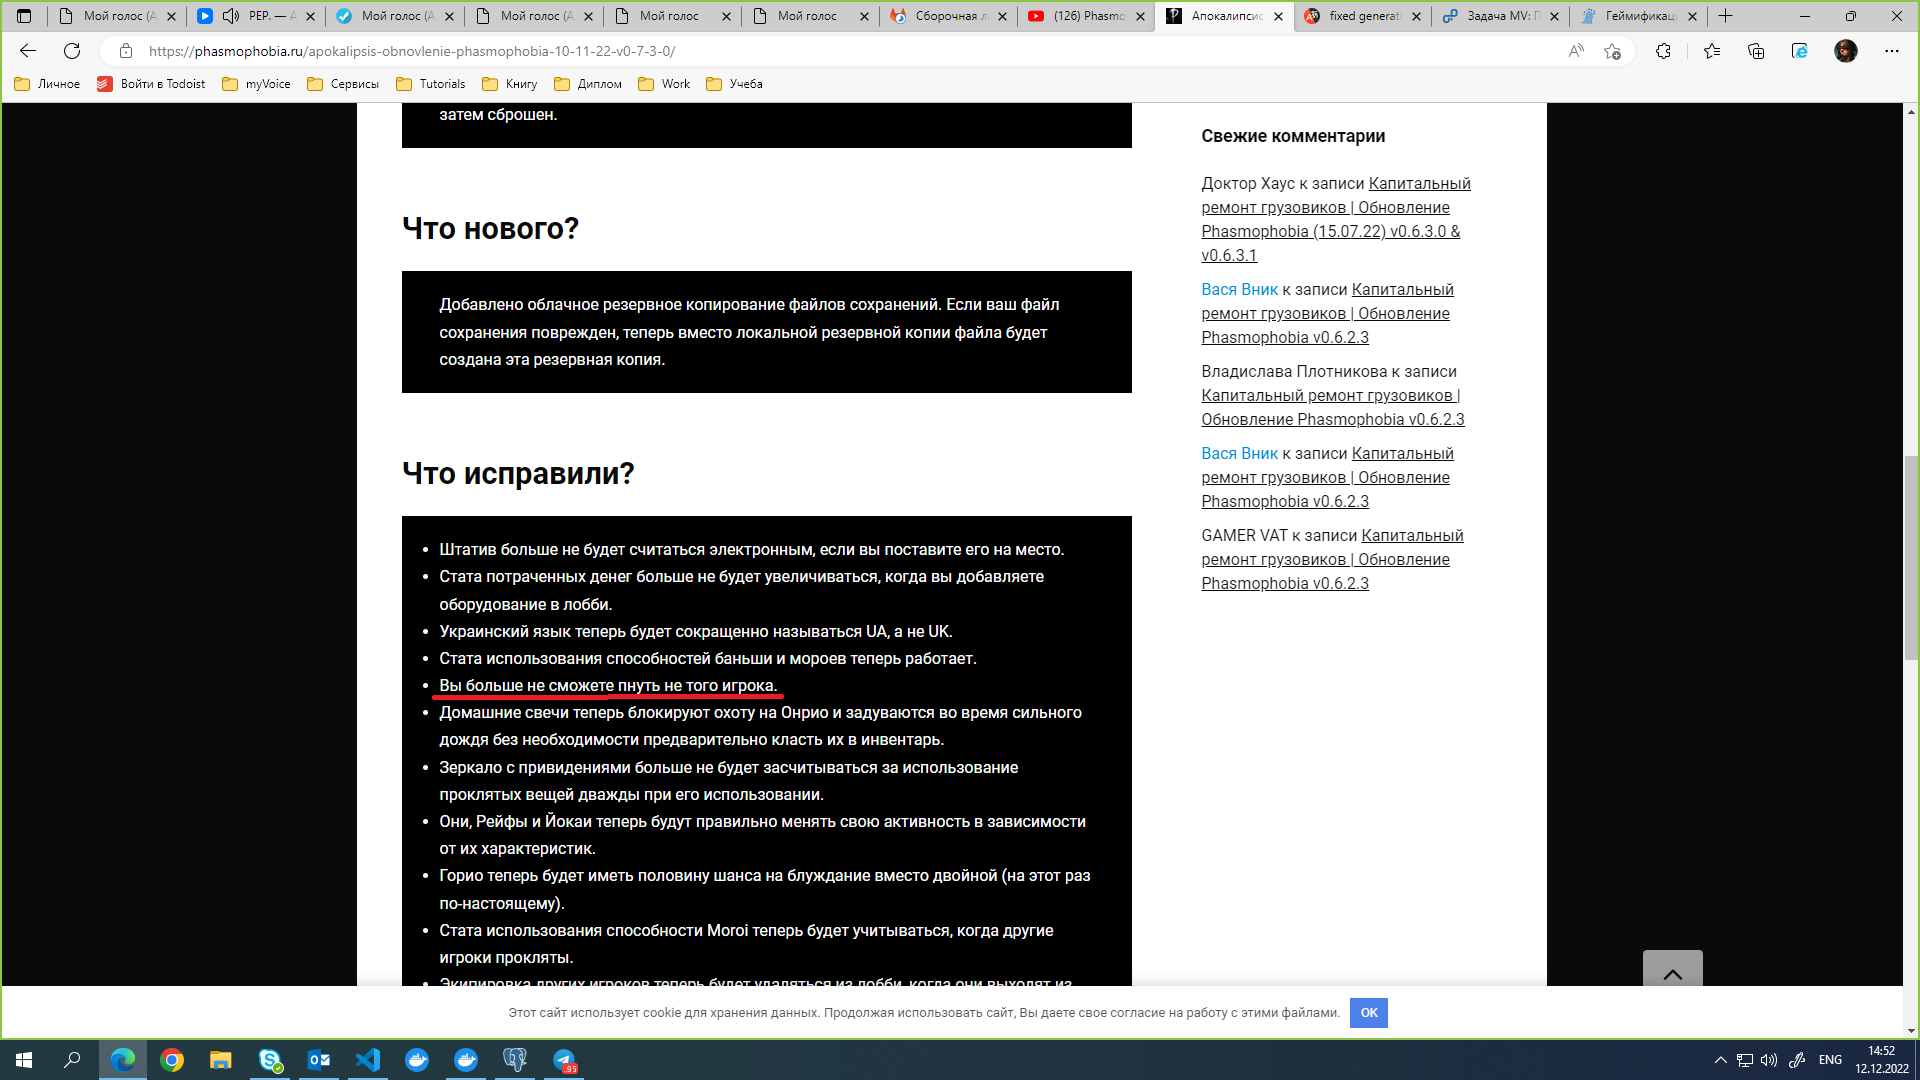 Мой голос (А
PEP. — А
Мой голос (А
Мой голос (А
Мой голос
Мой голос
Сборочная л
(126) Phasmo
Апокалипсис
fixed generat
Задача MV: П
Геймификац
https://phasmophobia.ru/apokalipsis-obnovlenie-phasmophobia-10-11-22-v0-7-3-0/
Личное
Войти в Todoist
myVoice
Сервисы
Tutorials
Книгу
Диплом
Work
Учеба
затем сброшен.
Что нового?
Добавлено облачное резервное копирование файлов сохранений. Если ваш файл
сохранения поврежден, теперь вместо локальной резервной копии файла будет
создана эта резервная копия.
Что исправили?
Штатив больше не будет считаться электронным, если вы поставите его на место.
Стата потраченных денег больше не будет увеличиваться, когда вы добавляете
оборудование в лобби.
Украинский язык теперь будет сокращенно называться UA, а не UK.
Стата использования способностей баньши и мороев теперь работает.
Вы больше не сможете пнуть не того игрока.
Домашние свечи теперь блокируют охоту на Онрио и задуваются во время сильного
дождя без необходимости предварительно класть их в инвентарь.
Зеркало с привидениями больше не будет засчитываться за использование
проклятых вещей дважды при его использовании.
Они, Рейфы и Йокаи теперь будут правильно менять свою активность в зависимости
от их характеристик.
Горио теперь будет иметь половину шанса на блуждание вместо двойной (на этот раз
по-настоящему).
Стата использования способности Moroi теперь будет учитываться, когда другие
игроки прокляты.
Экипировка других игроков теперь будет удаляться из лобби, когда они выходят из
Свежие комментарии
Доктор Хаус к записи Капитальный
ремонт грузовиков | Обновление
Phasmophobia (15.07.22) v0.6.3.0 &
v0.6.3.1
Вася Вник к записи Капитальный
ремонт грузовиков | Обновление
Phasmophobia v0.6.2.3
Владислава Плотникова к записи
Капитальный ремонт грузовиков |
Обновление Phasmophobia v0.6.2.3
Вася Вник к записи Капитальный
ремонт грузовиков | Обновление
Phasmophobia v0.6.2.3
GAMER VAT к записи Капитальный
ремонт грузовиков | Обновление
Phasmophobia v0.6.2.3
Этот сайт использует cookie для хранения данных. Продолжая использовать сайт, Вы даете свое согласие на работу с этими файлами.
OK
.95
ENG
14:52
12.12.2022